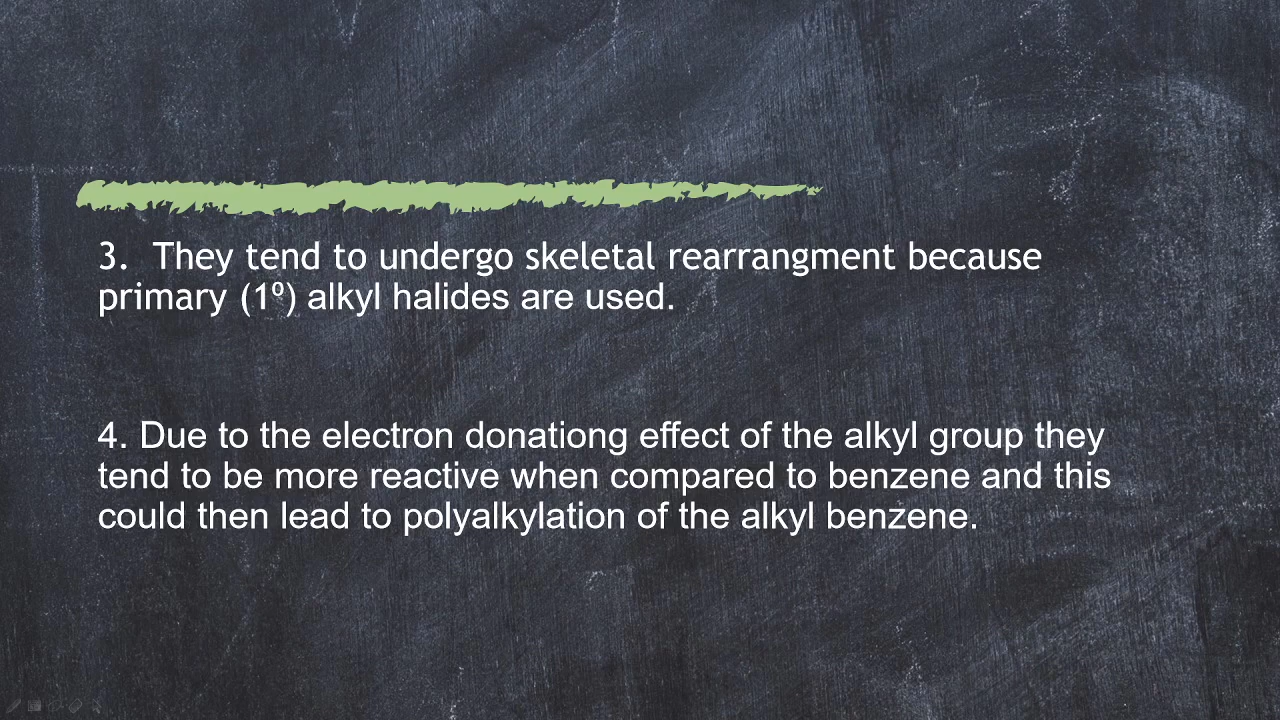 3. They tend to undergo skeletal rearrangment because
primary (1º) alkyl halides are used.
4. Due to the electron donationg effect of the alkyl group they
tend to be more reactive when compared to benzene and this
could then lead to polyalkylation of the alkyl benzene.